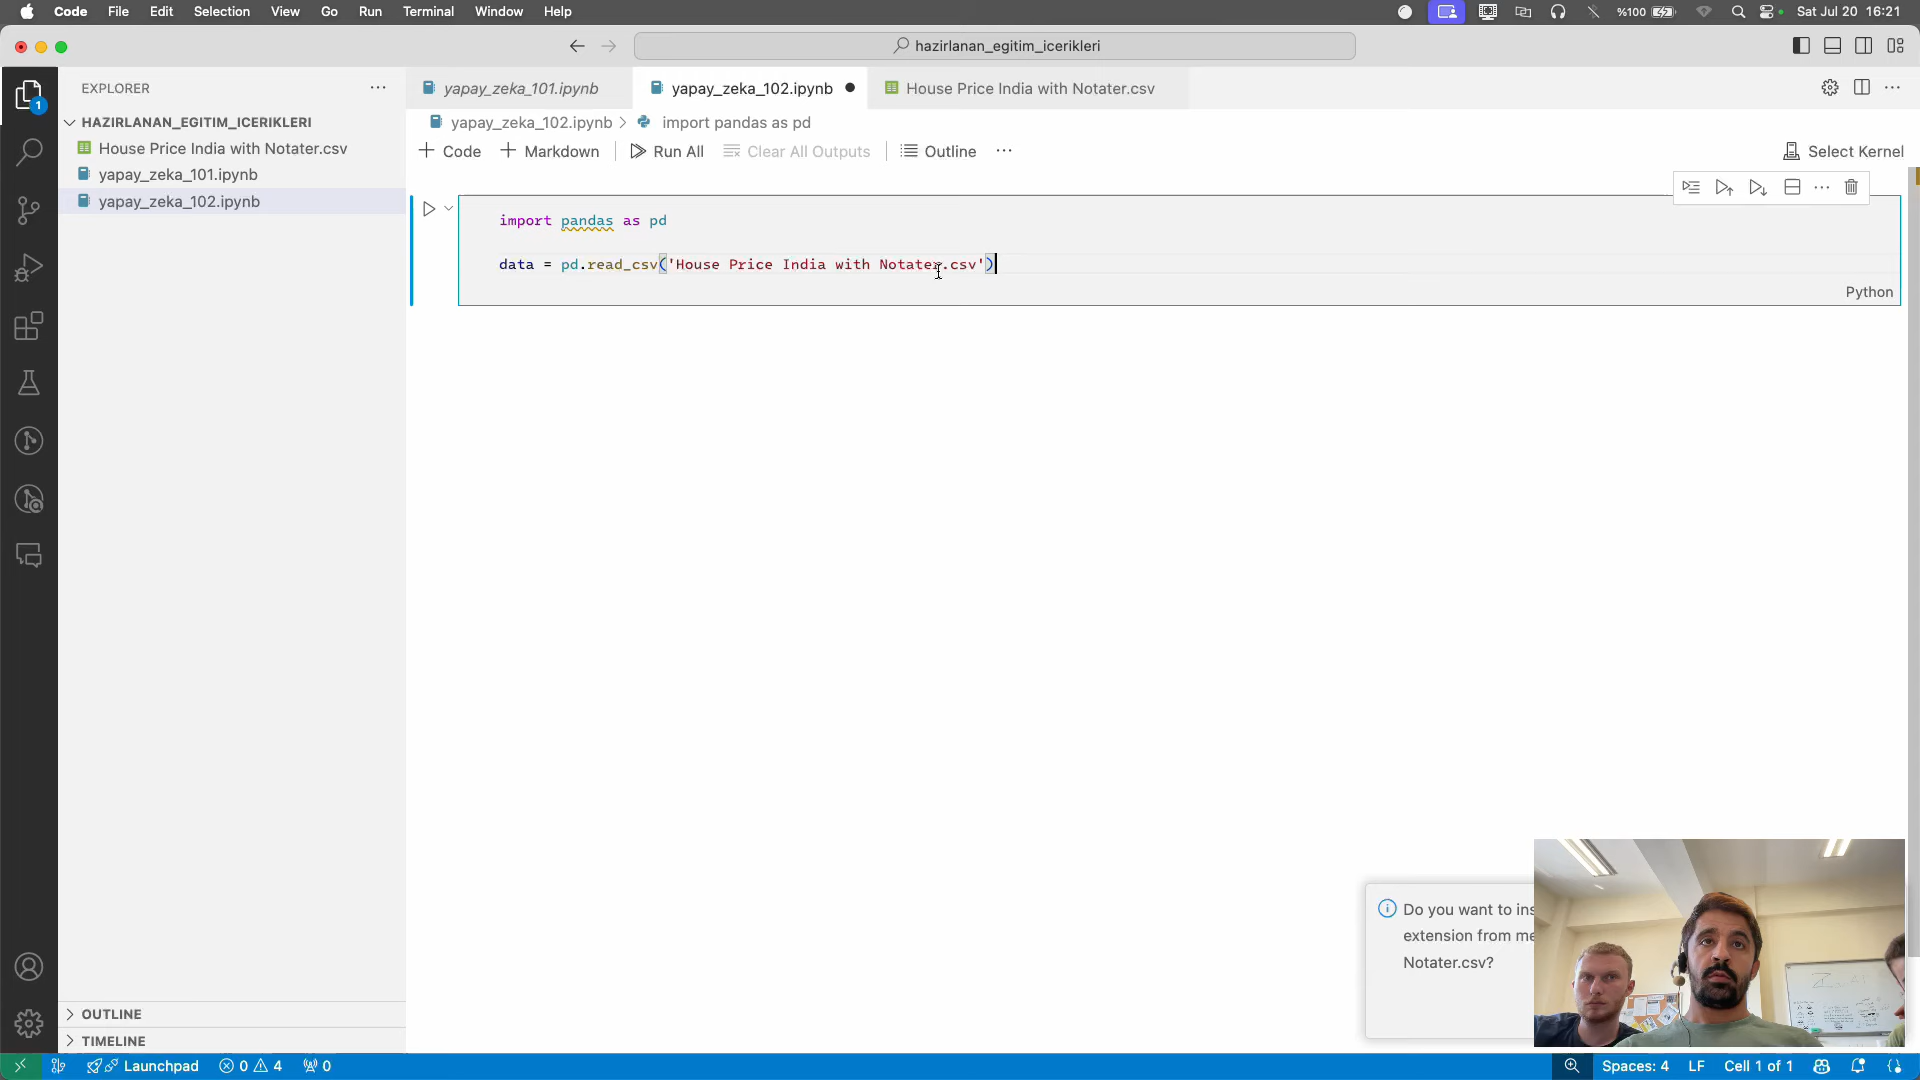 Code File Edit Selection View Go Run Terminal Window Help %100 Sat Jul 20 16:21
hazirlanan_egitim_icerikleri
EXPLORER
yapay_zeka_101.ipynb yapay_zeka_102.ipynb House Price India with Notater.csv
HAZIRLANAN_EGITIM_ICERIKLERI
House Price India with Notater.csv
yapay_zeka_101.ipynb
yapay_zeka_102.ipynb
1
yapay_zeka_102.ipynb > import pandas as pd
+ Code + Markdown Run All Clear All Outputs Outline ... Select Kernel
import pandas as pd
data = pd.read_csv('House Price India with Notater.csv')
Python
Do you want to ins
extension from me
Notater.csv?
OUTLINE
TIMELINE
Launchpad 0 4 0 Spaces: 4 LF Cell 1 of 1